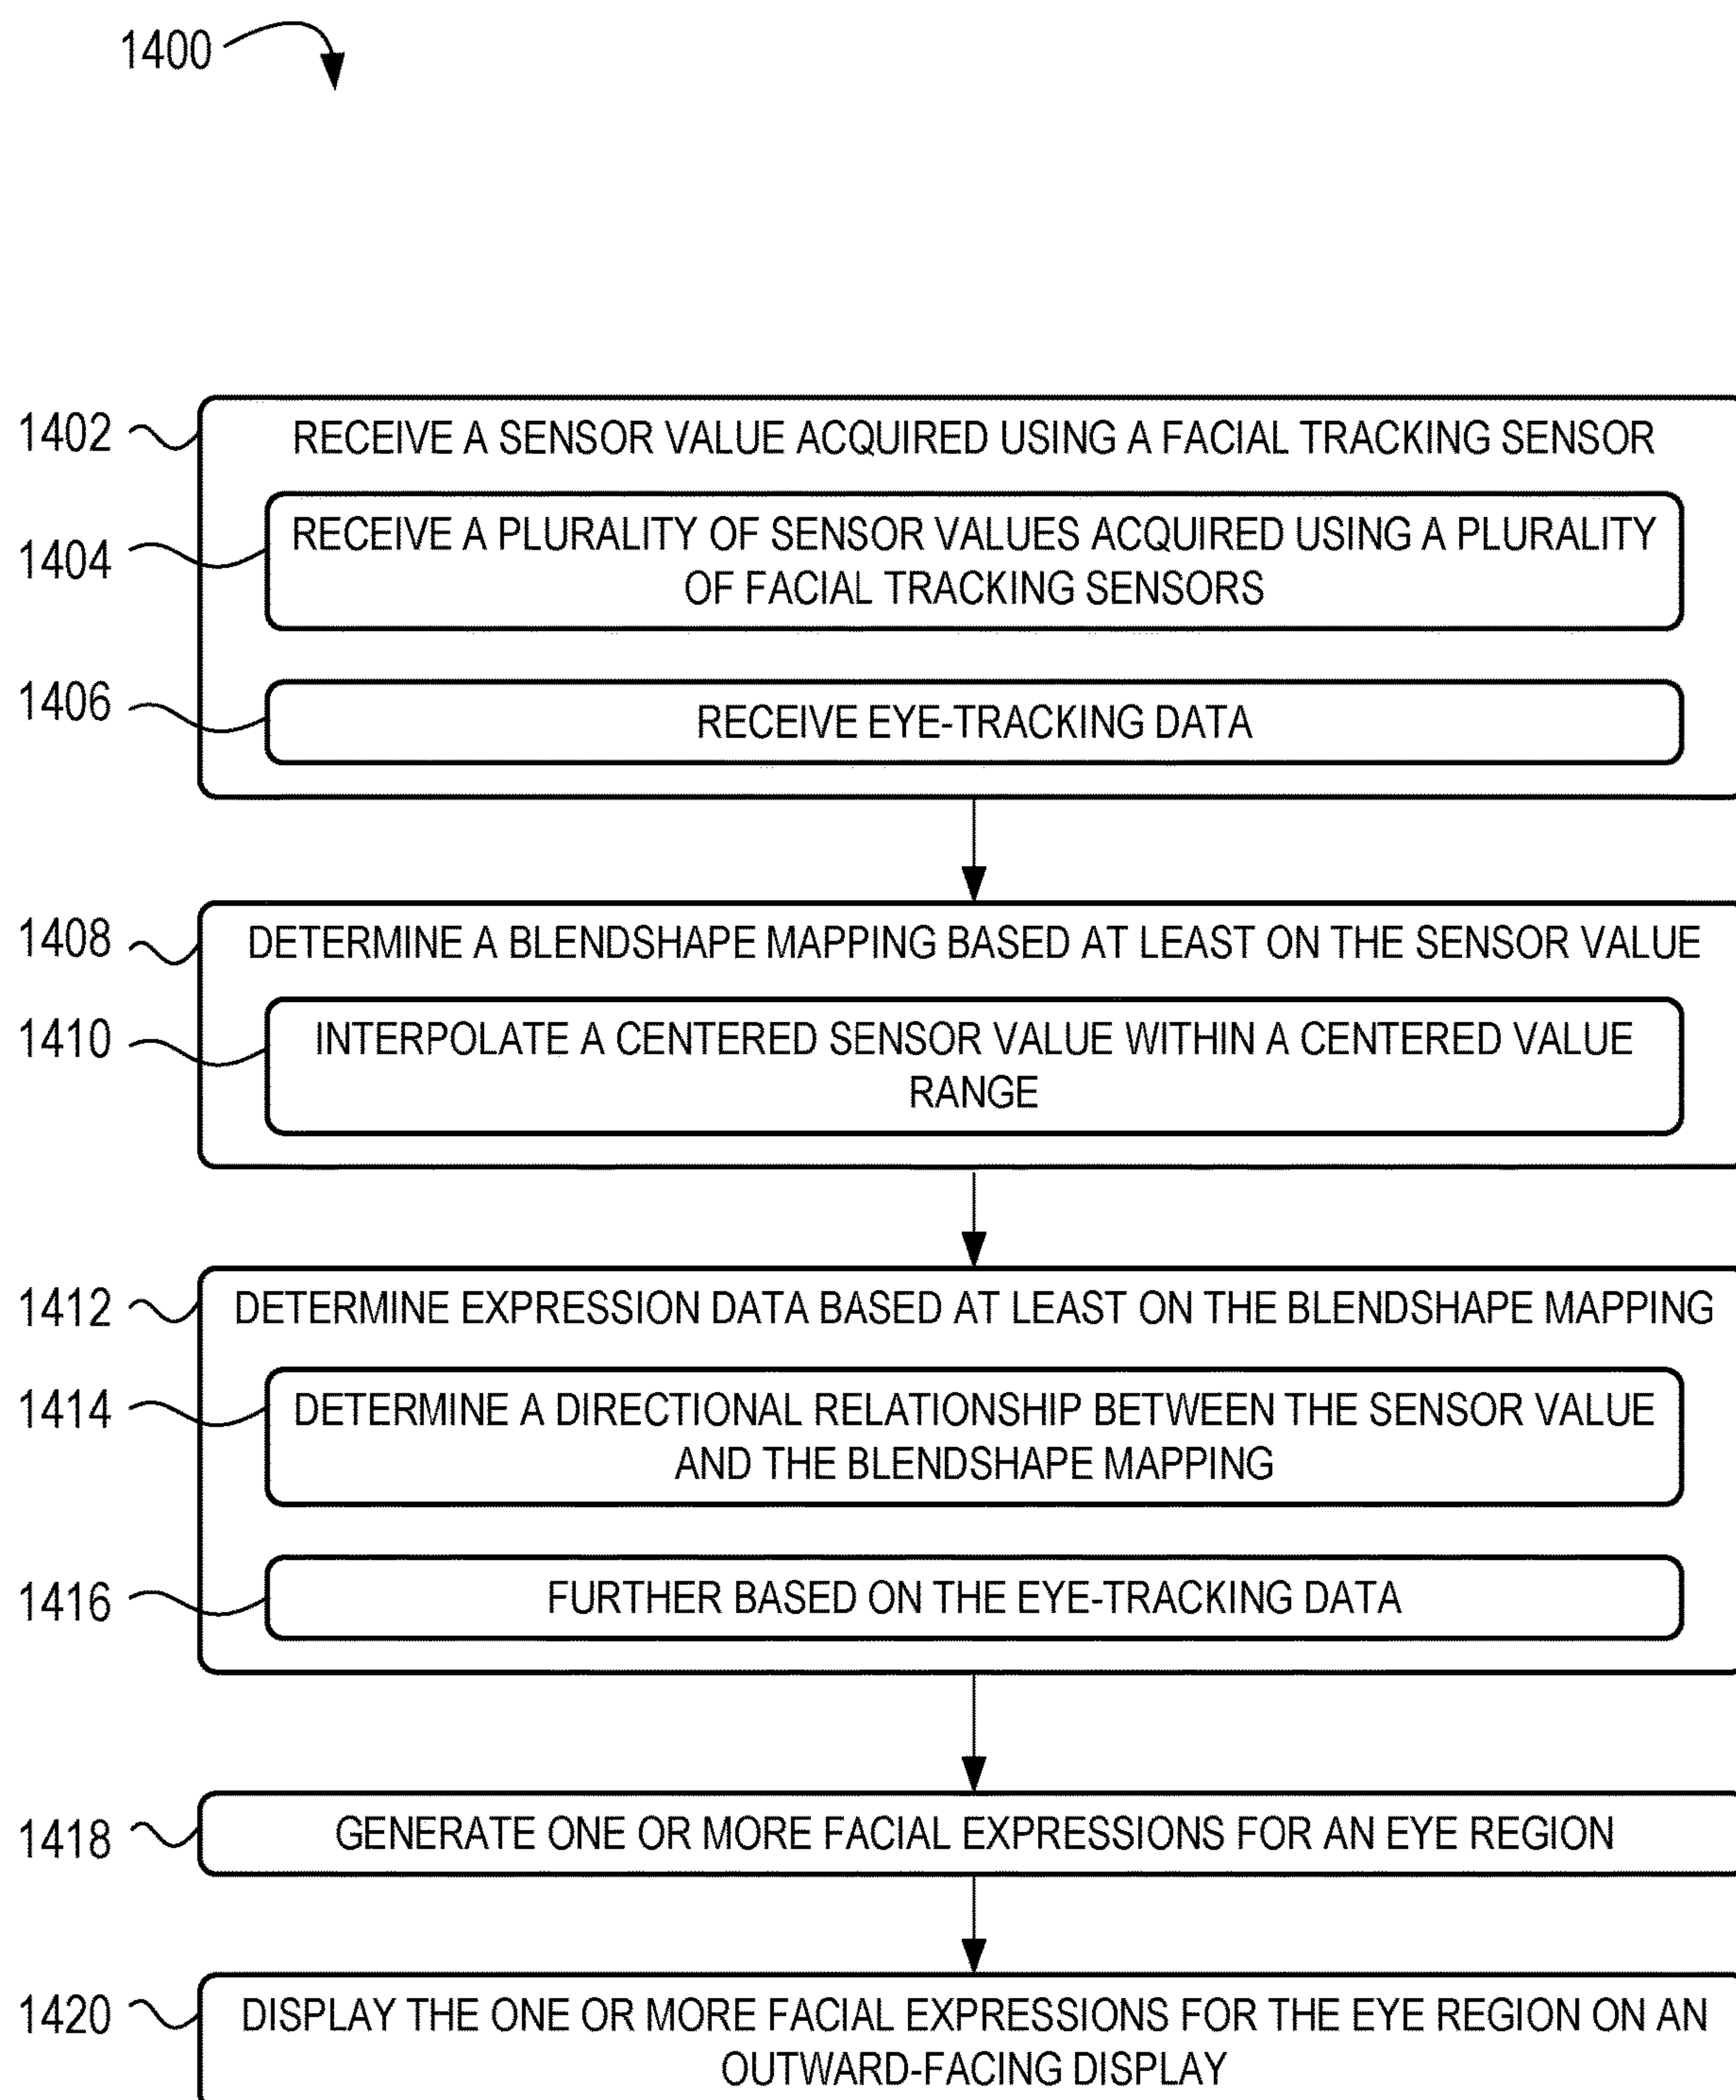 1400
1402
RECEIVE A SENSOR VALUE ACQUIRED USING A FACIAL TRACKING SENSOR
1404
RECEIVE A PLURALITY OF SENSOR VALUES ACQUIRED USING A PLURALITY
OF FACIAL TRACKING SENSORS
1406
RECEIVE EYE-TRACKING DATA
1408
DETERMINE A BLENDSHAPE MAPPING BASED AT LEAST ON THE SENSOR VALUE
1410
INTERPOLATE A CENTERED SENSOR VALUE WITHIN A CENTERED VALUE
RANGE
1412
DETERMINE EXPRESSION DATA BASED AT LEAST ON THE BLENDSHAPE MAPPING
1414
DETERMINE A DIRECTIONAL RELATIONSHIP BETWEEN THE SENSOR VALUE
AND THE BLENDSHAPE MAPPING
1416
FURTHER BASED ON THE EYE-TRACKING DATA
1418
GENERATE ONE OR MORE FACIAL EXPRESSIONS FOR AN EYE REGION
1420
DISPLAY THE ONE OR MORE FACIAL EXPRESSIONS FOR THE EYE REGION ON AN
OUTWARD-FACING DISPLAY